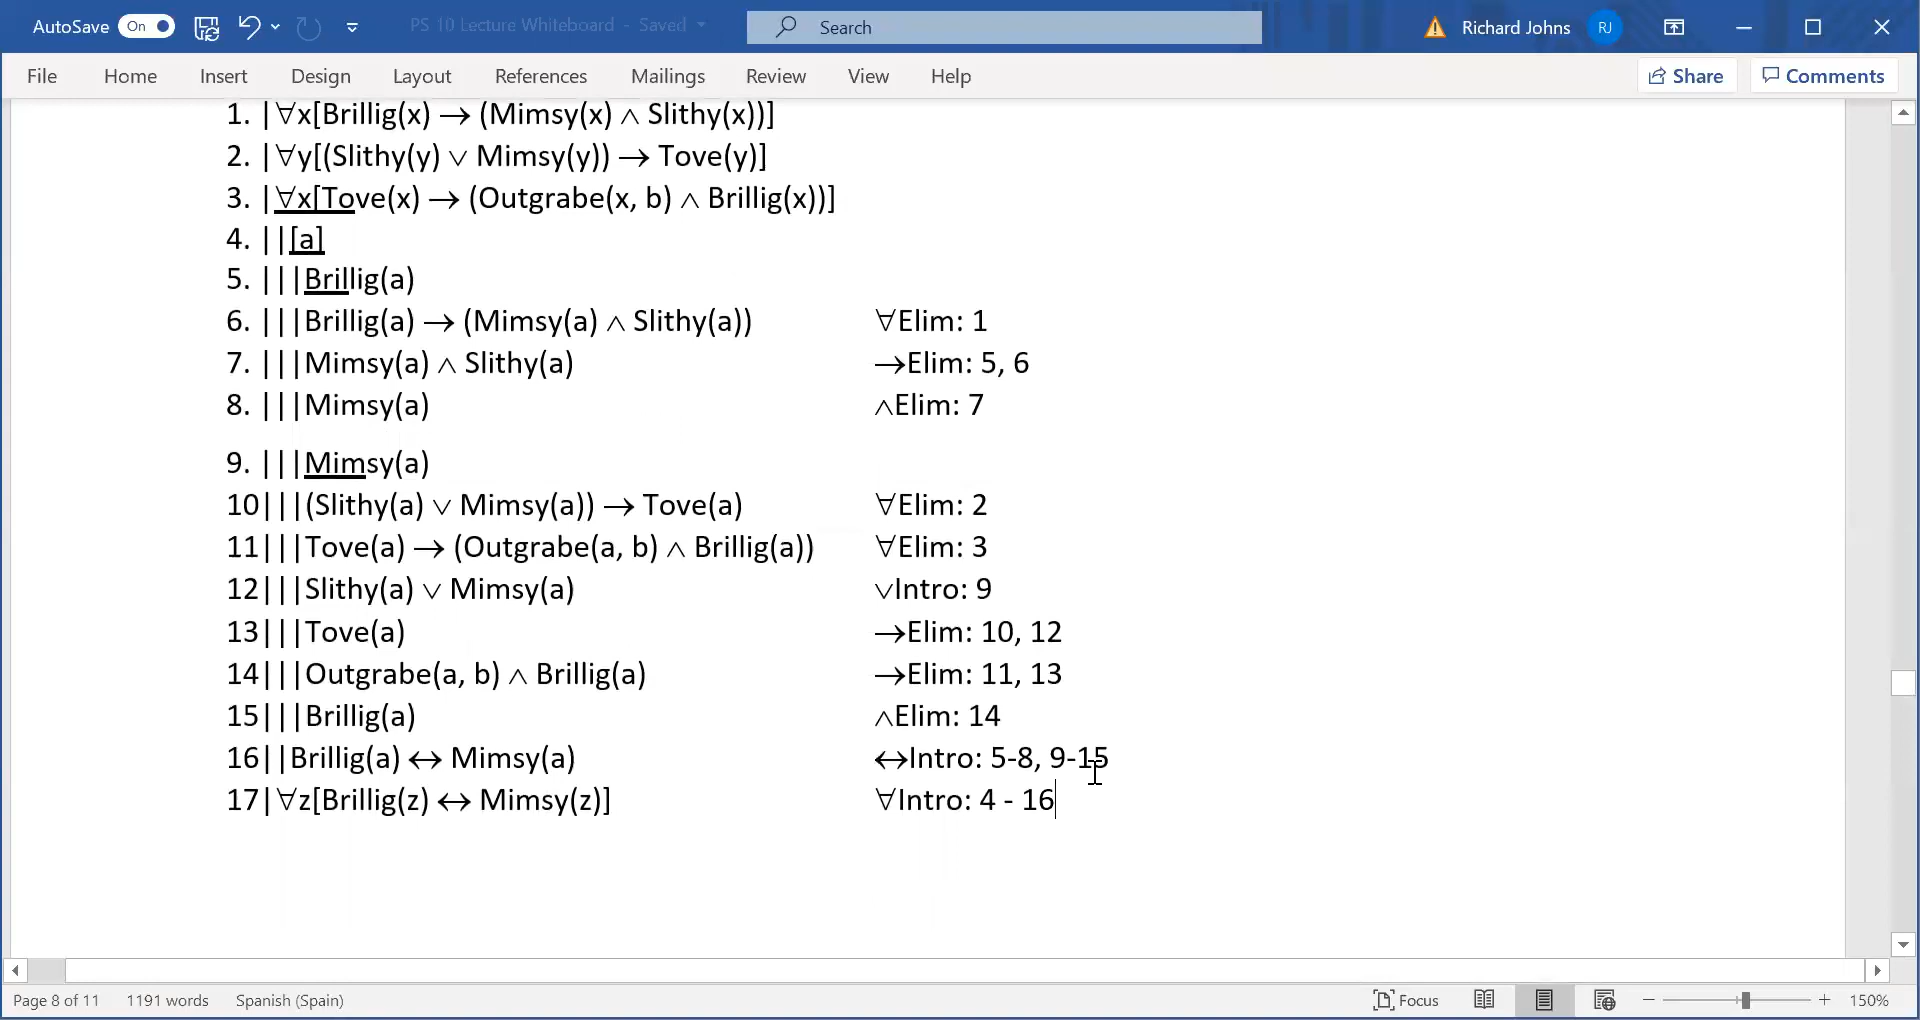 AutoSave On PS 10 Lecture Whiteboard - Saved Search Richard Johns RJ
File Home Insert Design Layout References Mailings Review View Help Share Comments
1. |∀x[Brillig(x) → (Mimsy(x) ∧ Slithy(x))]
2. |∀y[(Slithy(y) ∨ Mimsy(y)) → Tove(y)]
3. |∀x[Tove(x) → (Outgrabe(x, b) ∧ Brillig(x))]
4. ||[a]
5. |||Brillig(a)
6. |||Brillig(a) → (Mimsy(a) ∧ Slithy(a)) ∀Elim: 1
7. |||Mimsy(a) ∧ Slithy(a) →Elim: 5, 6
8. |||Mimsy(a) ∧Elim: 7
9. |||Mimsy(a)
10|||(Slithy(a) ∨ Mimsy(a)) → Tove(a) ∀Elim: 2
11|||Tove(a) → (Outgrabe(a, b) ∧ Brillig(a)) ∀Elim: 3
12|||Slithy(a) ∨ Mimsy(a) ∨Intro: 9
13|||Tove(a) →Elim: 10, 12
14|||Outgrabe(a, b) ∧ Brillig(a) →Elim: 11, 13
15|||Brillig(a) ∧Elim: 14
16||Brillig(a) ↔ Mimsy(a) ↔Intro: 5-8, 9-15
17|∀z[Brillig(z) ↔ Mimsy(z)] ∀Intro: 4 - 16
Page 8 of 11 1191 words Spanish (Spain) Focus 150%